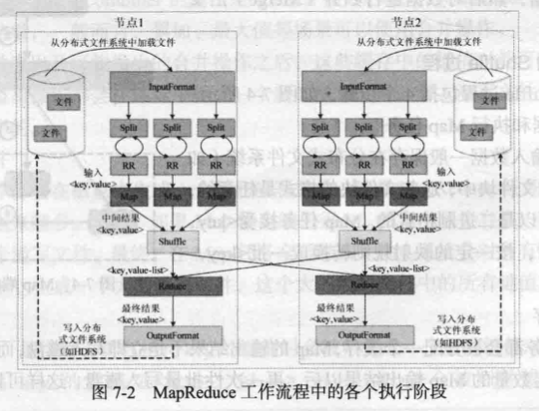 节点1
节点2
从分布式文件系统中加载文件
从分布式文件系统中加载文件
文件
文件
InputFormat
InputFormat
文件
文件
Split
Split
Split
Split
Split
Split
RR
RR
RR
RR
RR
RR
输入
<key,value>
输入
<key,value>
Map
Map
Map
Map
Map
Map
中间结果
<key,value>
中间结果
<key,value>
Shuffle
Shuffle
<key,value-list>
<key,value-list>
Reduce
Reduce
最终结果
<key,value>
最终结果
<key,value>
写入分布
式文件系统
（如HDFS）
写入分布
式文件系统
（如HDFS）
OutputFormat
OutputFormat
图 7-2 MapReduce 工作流程中的各个执行阶段